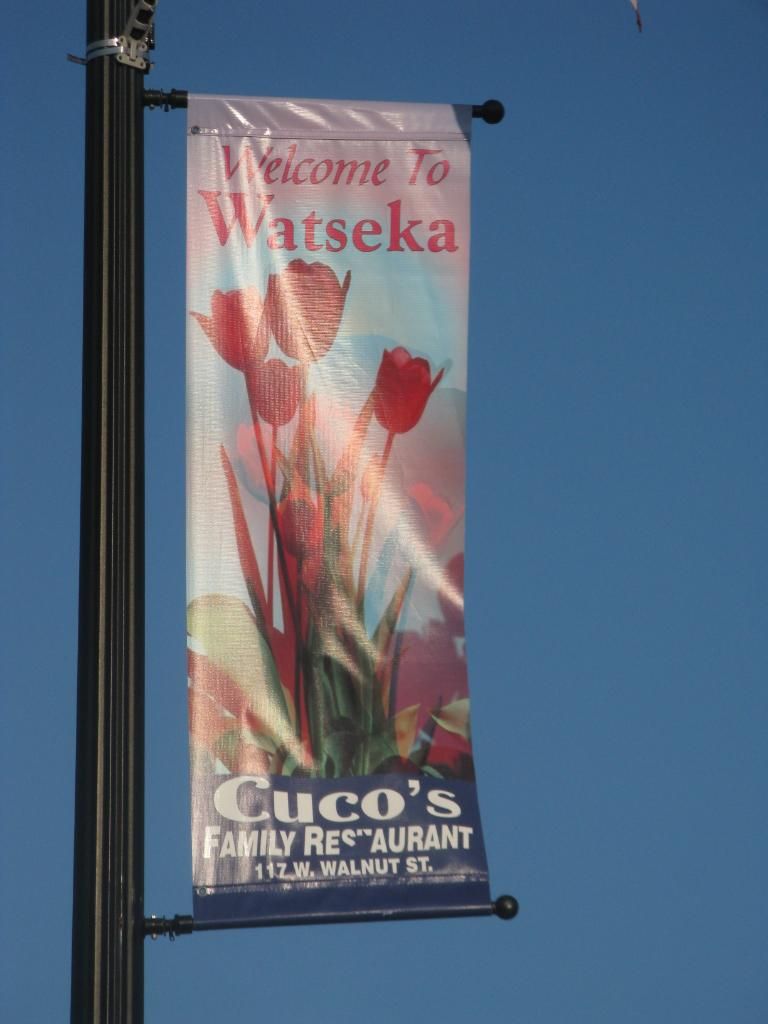 Welcome To
Watseka
Cuco's
Family Restaurant
117 W. Walnut St.